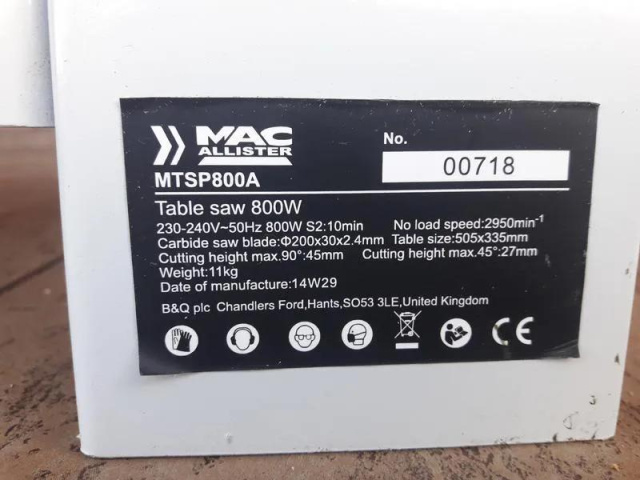 MAC
ALLISTER
No.
00718
MTSP800A
Table saw 800W
230-240V~50Hz 800W S2:10min No load speed:2950min⁻¹
Carbide saw blade:Φ200x30x2.4mm Table size:505x335mm
Cutting height max.90°:45mm Cutting height max.45°:27mm
Weight:11kg
Date of manufacture:14W29
B&Q plc Chandlers Ford,Hants,SO53 3LE,United Kingdom
CE